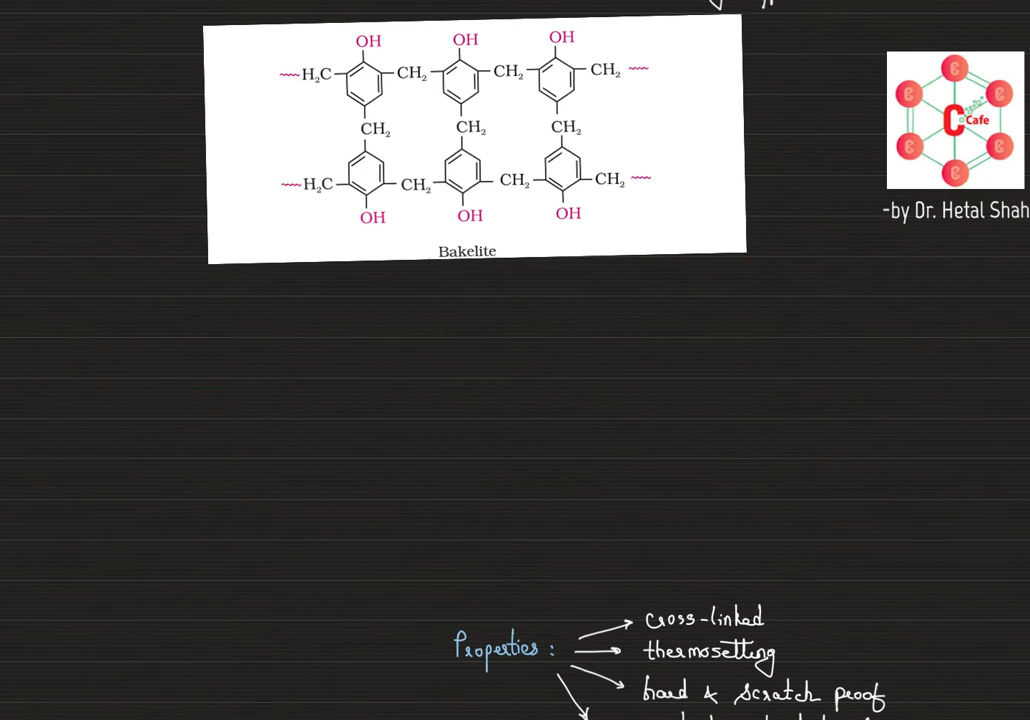 OH OH OH
H₂C CH₂ CH₂ CH₂
CH₂ CH₂ CH₂
H₂C CH₂ CH₂ CH₂
OH OH OH
Bakelite
C Cafe
-by Dr. Hetal Shah
Properties :
cross-linked
thermosetting
hard & scratch proof